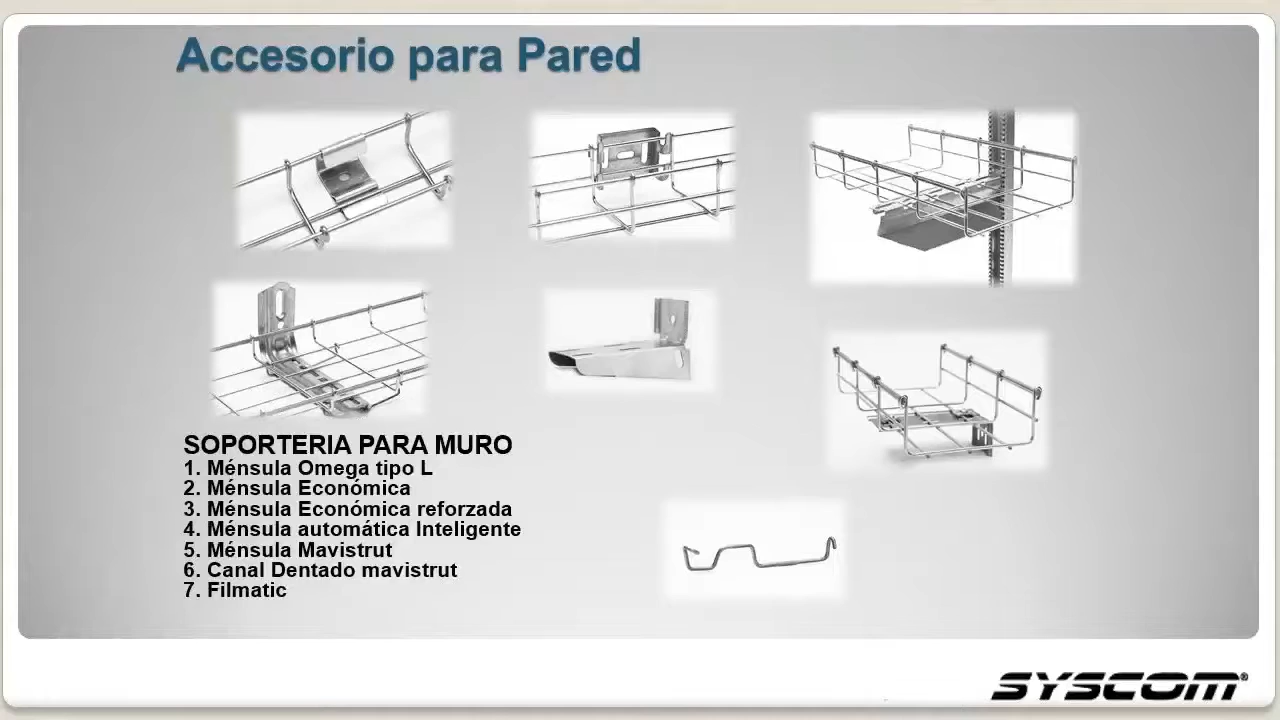 Accesorio para Pared
SOPORTERIA PARA MURO
1. Ménsula Omega tipo L
2. Ménsula Económica
3. Ménsula Económica reforzada
4. Ménsula automática Inteligente
5. Ménsula Mavistrut
6. Canal Dentado mavistrut
7. Filmatic
SYSCOM®